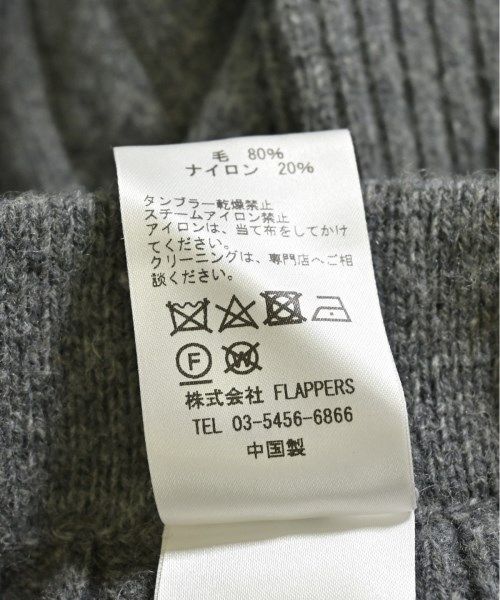 毛 80%
ナイロン 20%
タンブラー乾燥禁止
スチームアイロン禁止
アイロンは、当て布をしてかけ
てください。
クリーニングは、専門店へご相
談ください。
F W
株式会社 FLAPPERS
TEL 03-5456-6866
中国製